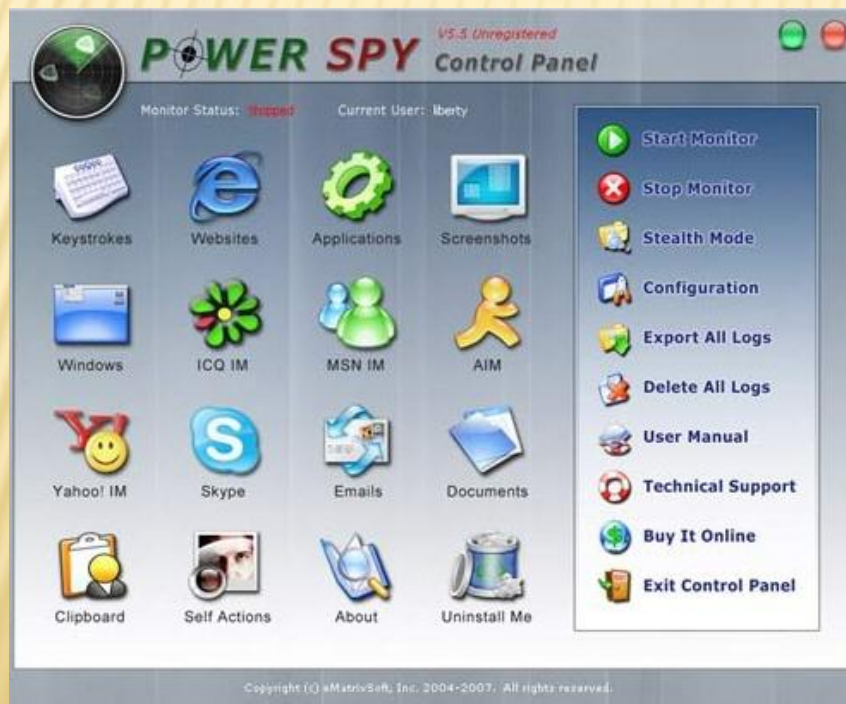 POWER SPY
V5.5 Unregistered
Control Panel
Monitor Status: Stopped
Current User: liberty
Keystrokes
Websites
Applications
Screenshots
Windows
ICQ IM
MSN IM
AIM
Yahoo! IM
Skype
Emails
Documents
Clipboard
Self Actions
About
Uninstall Me
Start Monitor
Stop Monitor
Stealth Mode
Configuration
Export All Logs
Delete All Logs
User Manual
Technical Support
Buy It Online
Exit Control Panel
Copyright (c) eMatrixSoft, Inc. 2004-2007. All rights reserved.